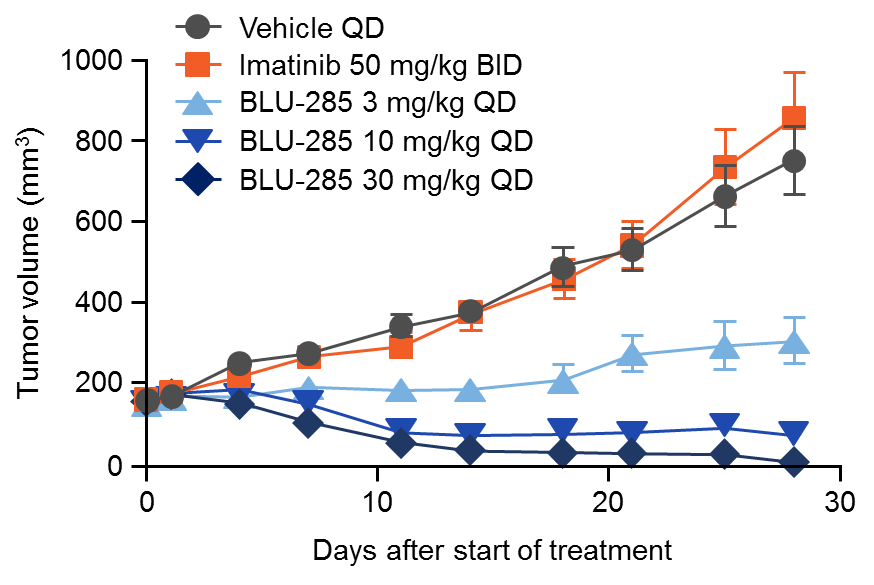 Vehicle QD
Imatinib 50 mg/kg BID
BLU-285 3 mg/kg QD
BLU-285 10 mg/kg QD
BLU-285 30 mg/kg QD
Tumor volume (mm³)
1000
800
600
400
200
0
0 10 20 30
Days after start of treatment